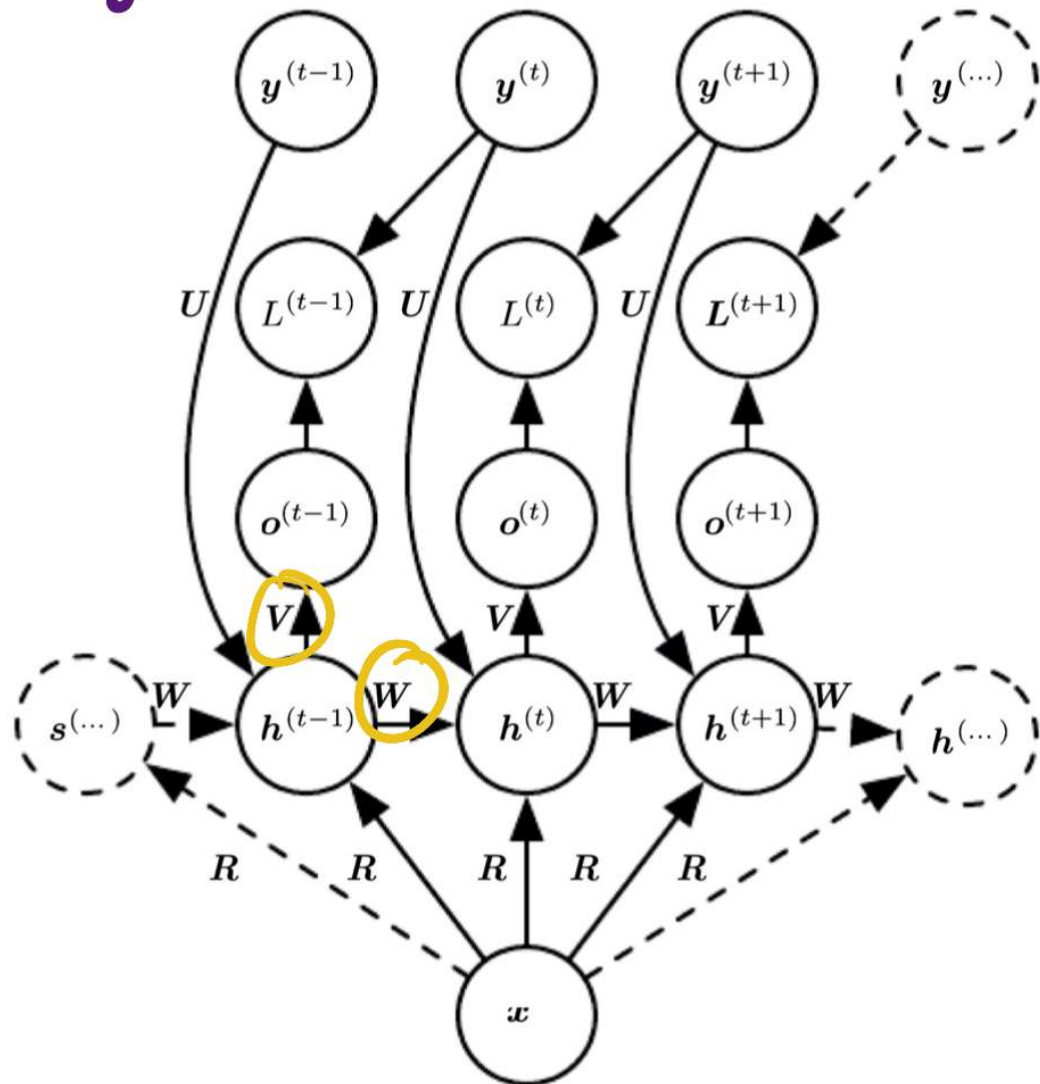 y^(t−1) y^(t) y^(t+1) y^(...)
U L^(t−1) U L^(t) U L^(t+1)
o^(t−1) o^(t) o^(t+1)
V V V
W W W W
s^(...) h^(t−1) h^(t) h^(t+1) h^(...)
R R R R R
x